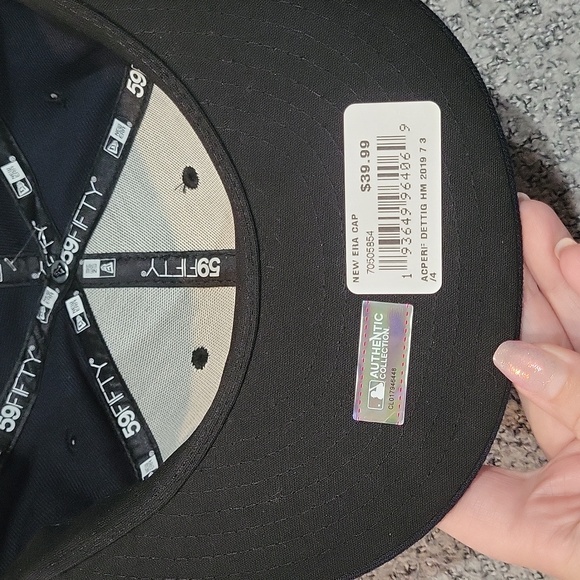 NEW ERA CAP
70505854
$39.99
1 93649 96406 9
ACPERF DETTIG HM 2019 7 3
/4
AUTHENTIC
COLLECTION
59FIFTY
59FIFTY
59FIFTY
59FIFTY
59